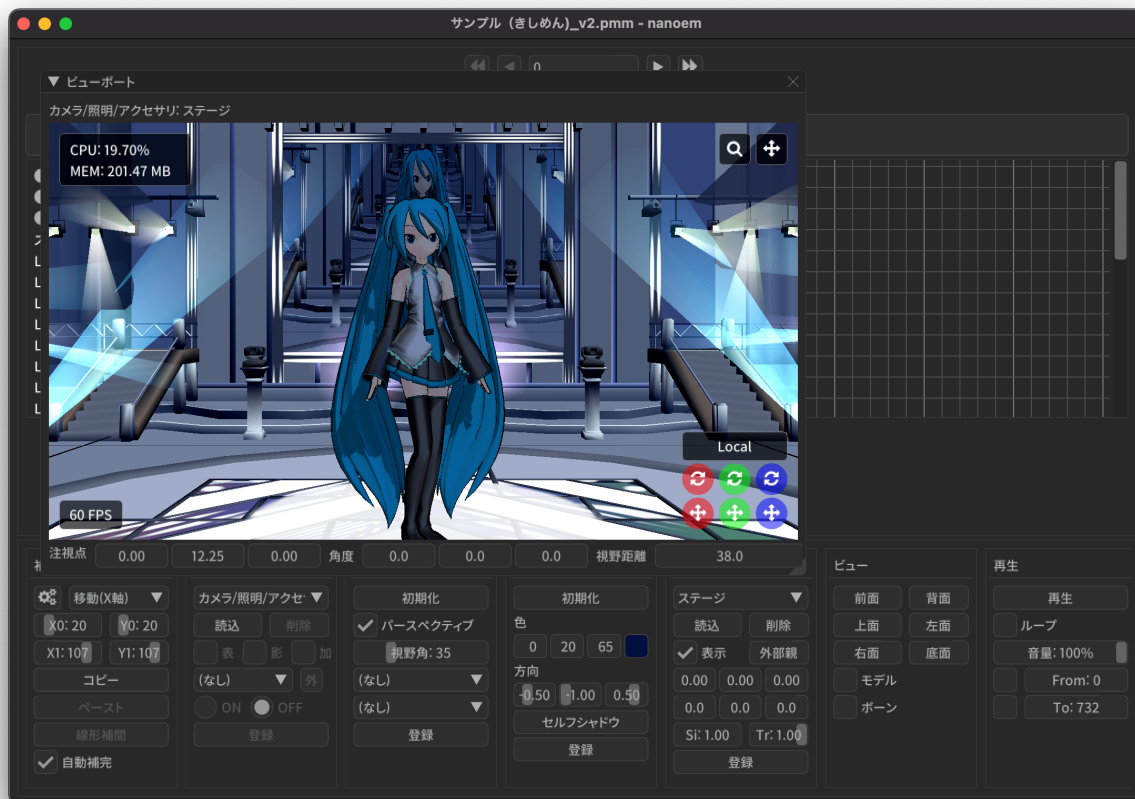 サンプル（きしめん)_v2.pmm - nanoem
0
▼ ビューポート
カメラ/照明/アクセサリ: ステージ
CPU: 19.70%
MEM: 201.47 MB
L
L
L
L
L
L
L
L
Local
60 FPS
注視点 0.00 12.25 0.00 角度 0.0 0.0 0.0 視野距離 38.0
移動(X軸)
X0: 20 Y0: 20
X1: 107 Y1: 107
コピー
ペースト
線形補間
自動補完
カメラ/照明/アクセ
読込 削除
表 影 加
(なし) 外
ON OFF
登録
初期化
パースペクティブ
視野角: 35
(なし)
(なし)
登録
初期化
色
0 20 65
方向
-0.50 -1.00 0.50
セルフシャドウ
登録
ステージ
読込 削除
表示 外部親
0.00 0.00 0.00
0.0 0.0 0.0
Si: 1.00 Tr: 1.00
登録
ビュー
前面 背面
上面 左面
右面 底面
モデル
ボーン
再生
再生
ループ
音量: 100%
From: 0
To: 732